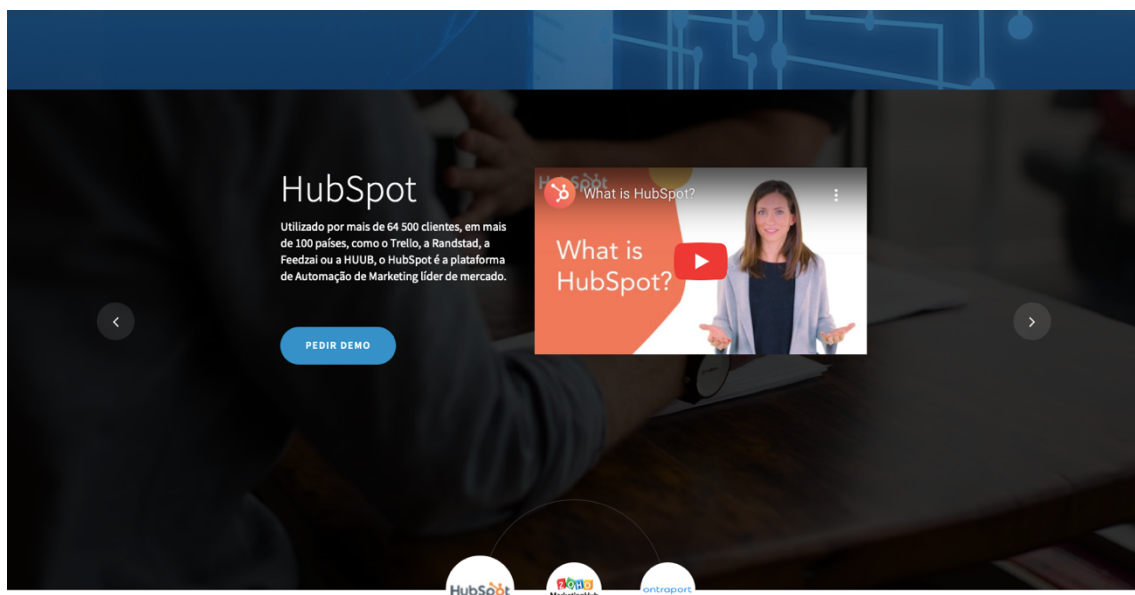 HubSpot
Utilizado por mais de 64 500 clientes, em mais
de 100 países, como o Trello, a Randstad, a
Feedzai ou a HUUB, o HubSpot é a plataforma
de Automação de Marketing líder de mercado.
PEDIR DEMO
HubSpot
What is HubSpot?
What is
HubSpot?
HubSpot
ZOHO
MarketingHub
ontraport